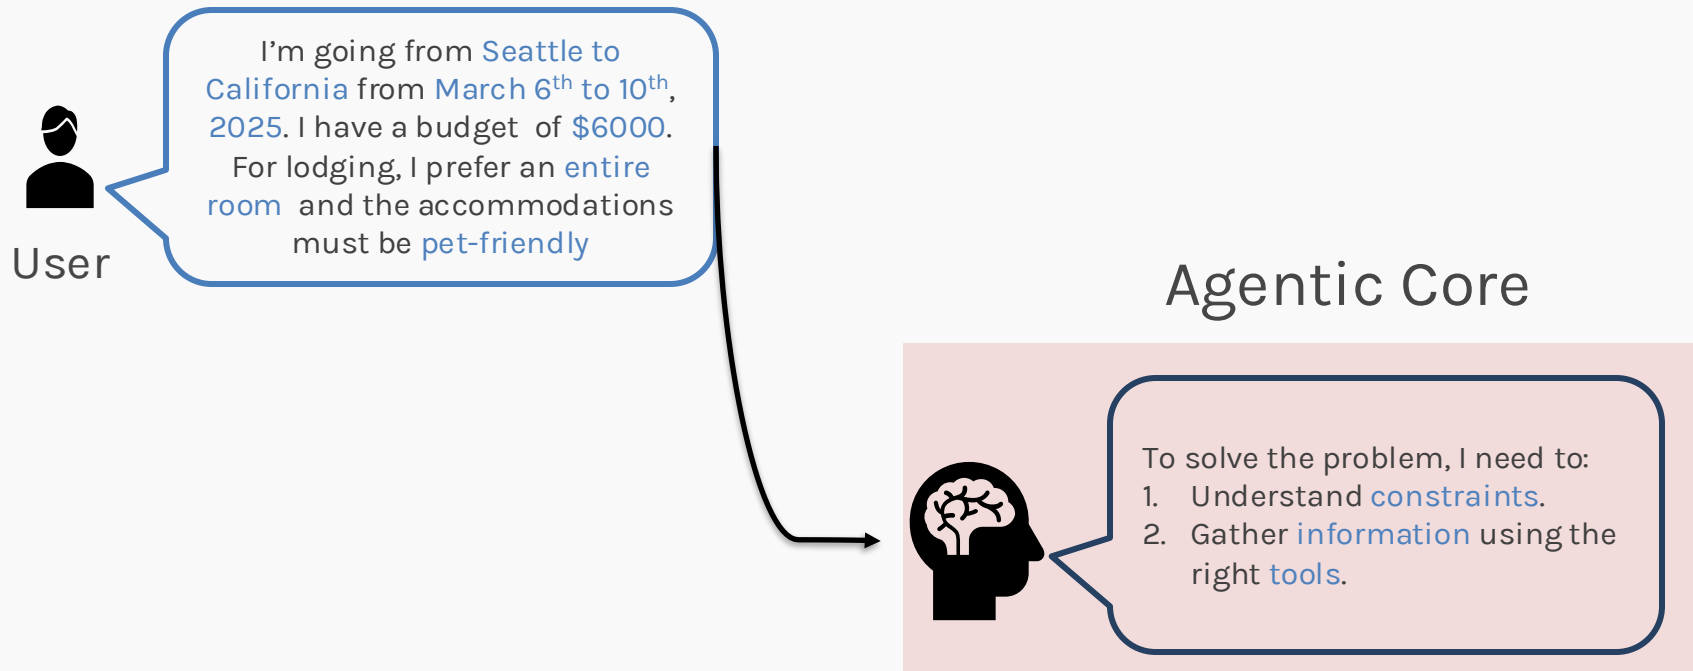 I'm going from Seattle to
California from March 6th to 10th,
2025. I have a budget of $6000.
For lodging, I prefer an entire
room and the accommodations
must be pet-friendly
User
Agentic Core
To solve the problem, I need to:
1. Understand constraints.
2. Gather information using the
right tools.